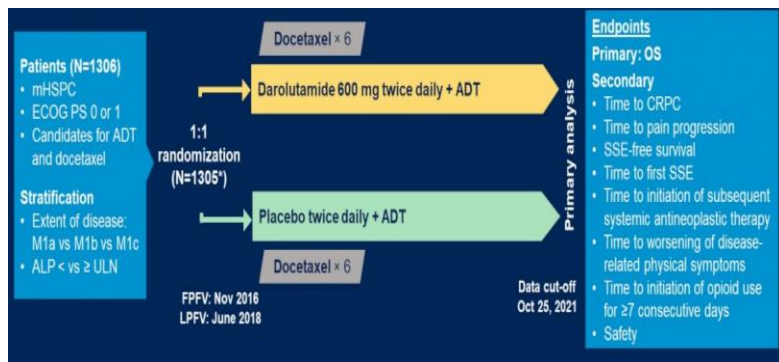 Patients (N=1306)
• mHSPC
• ECOG PS 0 or 1
• Candidates for ADT
and docetaxel
Stratification
• Extent of disease:
M1a vs M1b vs M1c
• ALP < vs ≥ ULN
1:1
randomization
(N=1305*)
Docetaxel × 6
Darolutamide 600 mg twice daily + ADT
Placebo twice daily + ADT
Docetaxel × 6
FPFV: Nov 2016
LPFV: June 2018
Primary analysis
Data cut-off
Oct 25, 2021
Endpoints
Primary: OS
Secondary
• Time to CRPC
• Time to pain progression
• SSE-free survival
• Time to first SSE
• Time to initiation of subsequent
systemic antineoplastic therapy
• Time to worsening of disease-
related physical symptoms
• Time to initiation of opioid use
for ≥7 consecutive days
• Safety